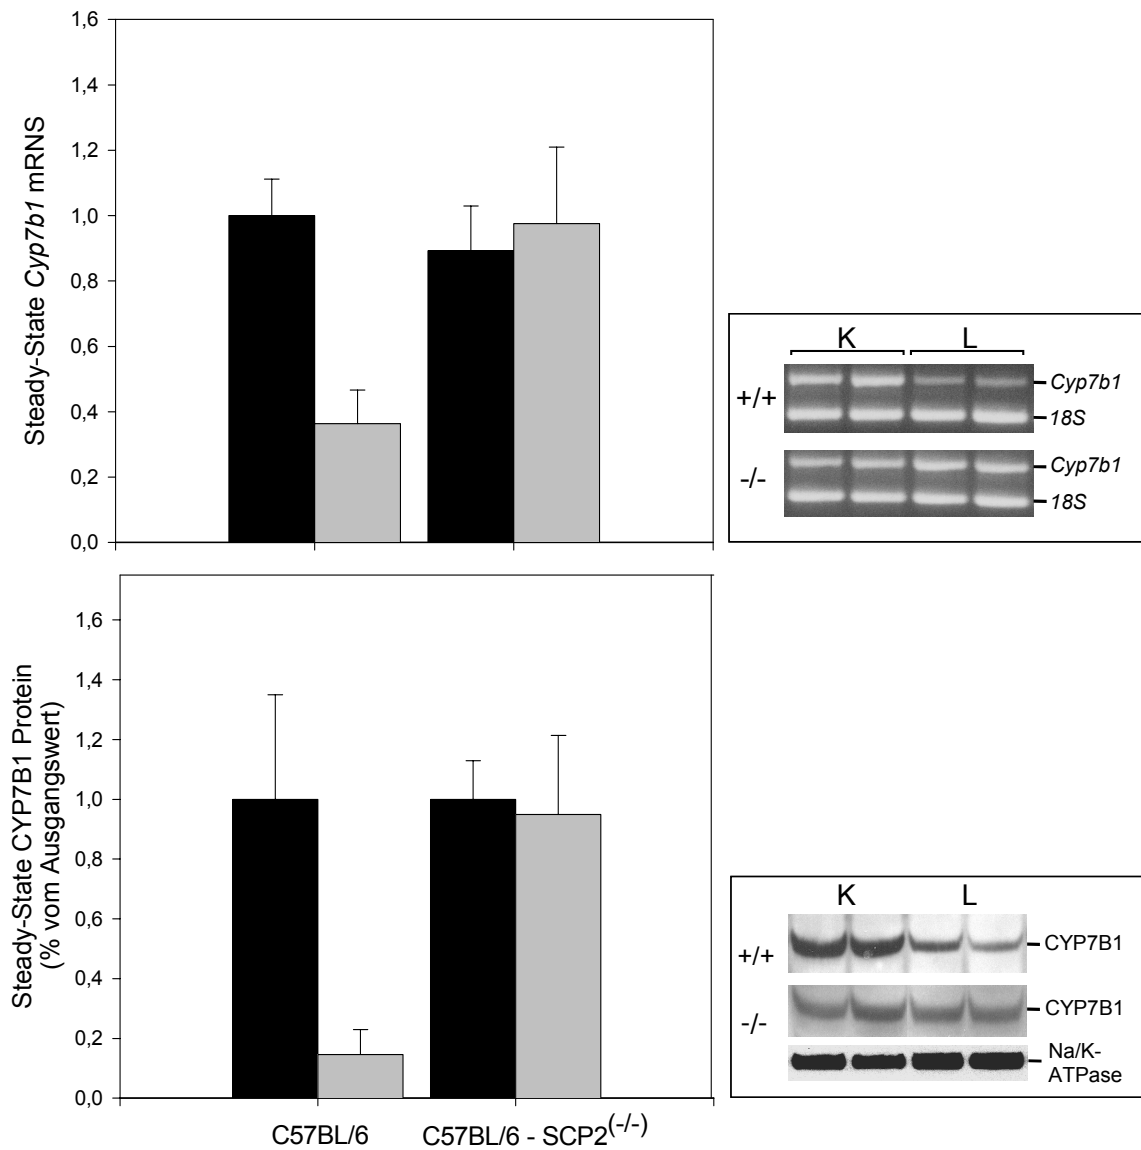 Steady-State Cyp7b1 mRNS
1,6
1,4
1,2
1,0
0,8
0,6
0,4
0,2
0,0
K L
+/+
Cyp7b1
18S
-/-
Cyp7b1
18S
Steady-State CYP7B1 Protein
(% vom Ausgangswert)
1,6
1,4
1,2
1,0
0,8
0,6
0,4
0,2
0,0
C57BL/6 C57BL/6 - SCP2(-/-)
K L
+/+
CYP7B1
-/-
CYP7B1
Na/K-
ATPase